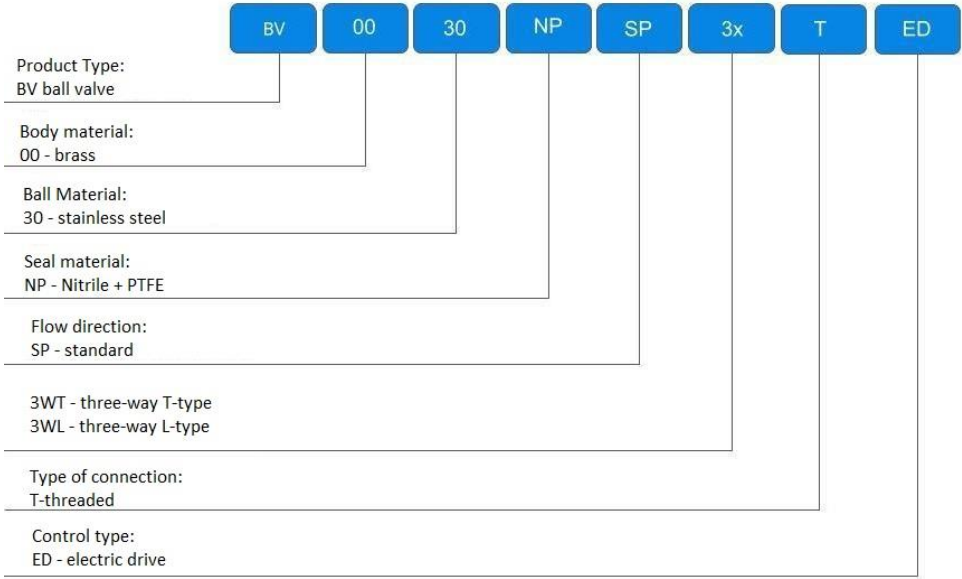 BV 00 30 NP SP 3x T ED
Product Type:
BV ball valve
Body material:
00 - brass
Ball Material:
30 - stainless steel
Seal material:
NP - Nitrile + PTFE
Flow direction:
SP - standard
3WT - three-way T-type
3WL - three-way L-type
Type of connection:
T-threaded
Control type:
ED - electric drive